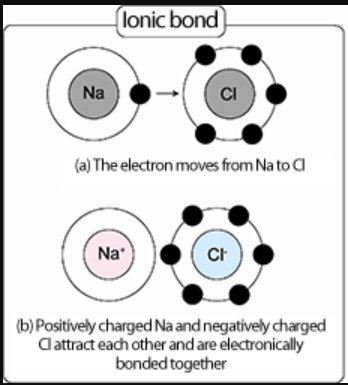 Ionic bond
Na
Cl
(a) The electron moves from Na to Cl
Na⁺
Cl⁻
(b) Positively charged Na and negatively charged
Cl attract each other and are electronically
bonded together